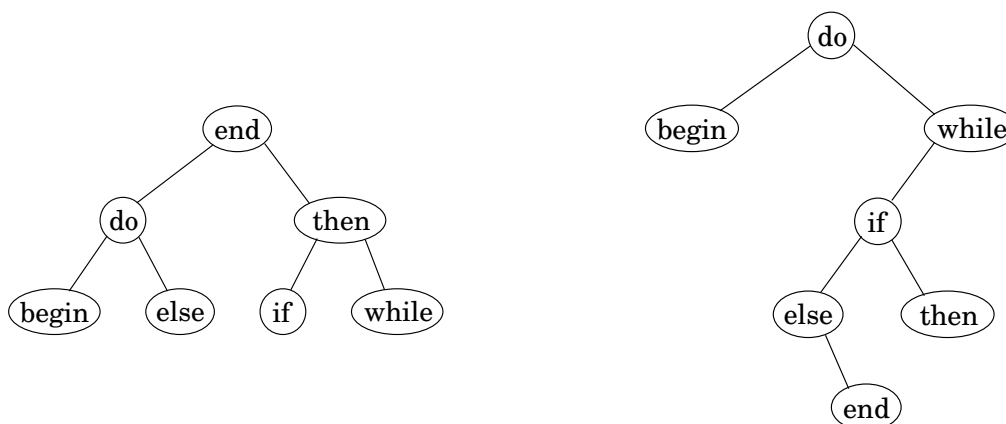 do
begin while
end
do then
if
begin else if while
else then
end